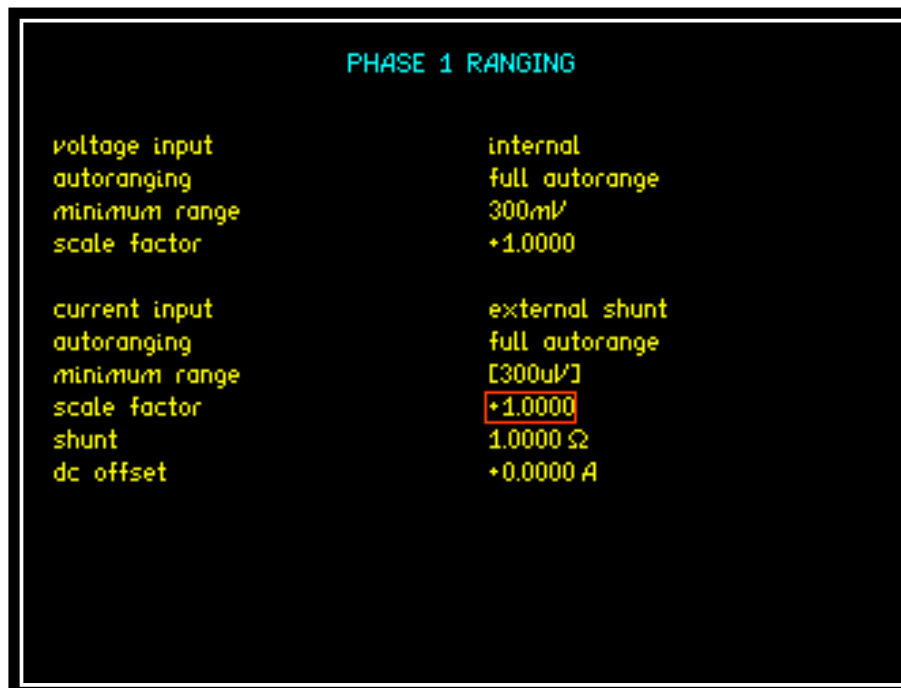 PHASE 1 RANGING
voltage input internal
autoranging full autorange
minimum range 300mV
scale factor +1.0000
current input external shunt
autoranging full autorange
minimum range [300uV]
scale factor +1.0000
shunt 1.0000 Ω
dc offset +0.0000 A